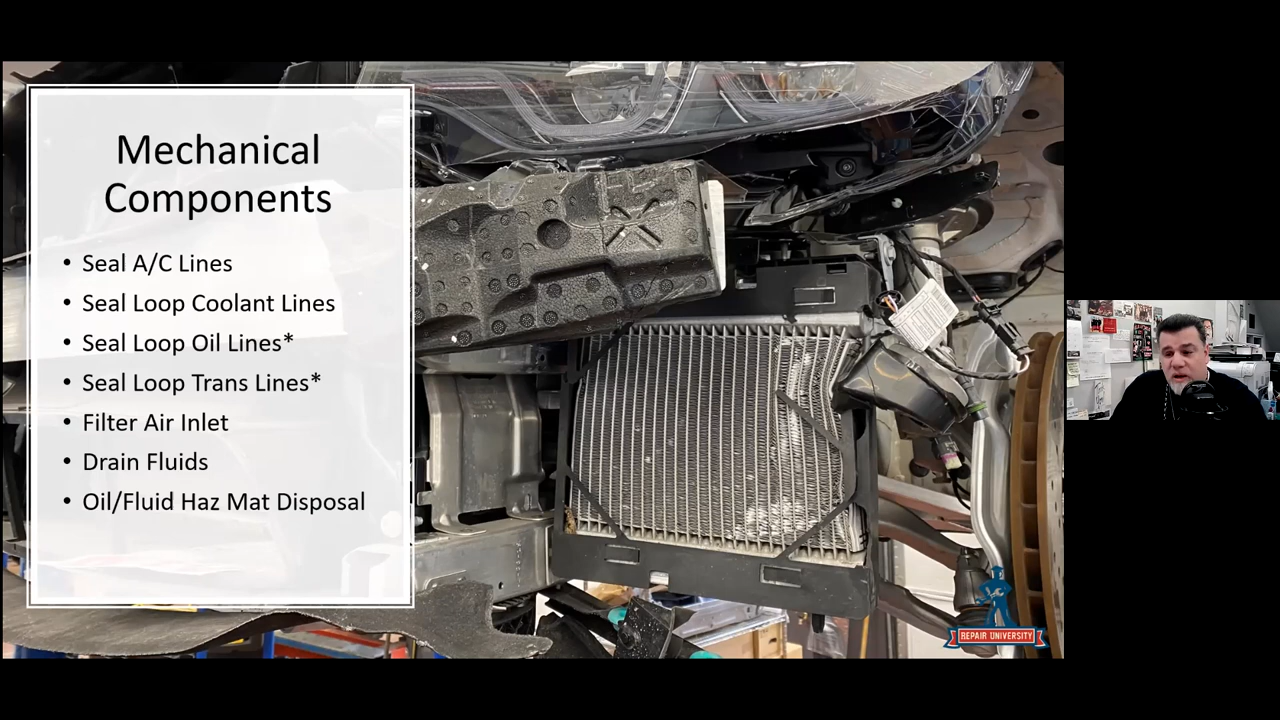 Mechanical
Components
• Seal A/C Lines
• Seal Loop Coolant Lines
• Seal Loop Oil Lines*
• Seal Loop Trans Lines*
• Filter Air Inlet
• Drain Fluids
• Oil/Fluid Haz Mat Disposal
REPAIR UNIVERSITY